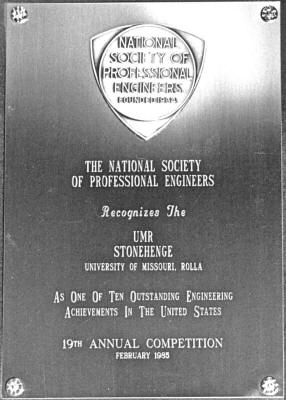 NATIONAL
SOCIETY OF
PROFESSIONAL
ENGINEERS
FOUNDED 1934
THE NATIONAL SOCIETY
OF PROFESSIONAL ENGINEERS
Recognizes The
UMR
STONEHENGE
UNIVERSITY OF MISSOURI, ROLLA
AS ONE OF TEN OUTSTANDING ENGINEERING
ACHIEVEMENTS IN THE UNITED STATES
19TH ANNUAL COMPETITION
FEBRUARY 1985